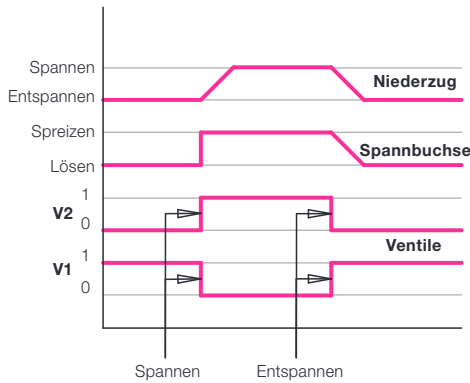 Spannen
Niederzug
Entspannen
Spreizen
Spannbuchse
Lösen
1
V2
0
Ventile
1
V1
0
Spannen Entspannen